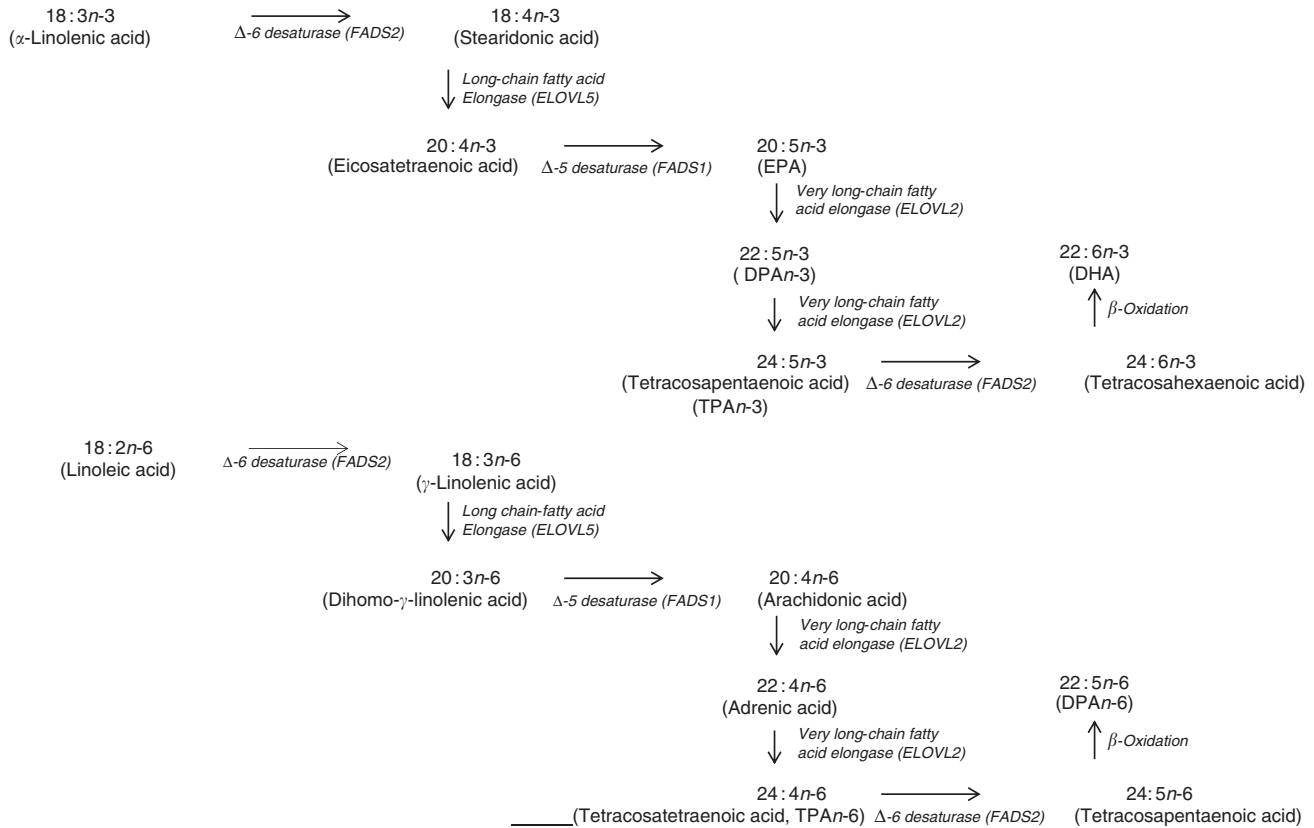 18:3n-3
(α-Linolenic acid)
Δ-6 desaturase (FADS2)
18:4n-3
(Stearidonic acid)
Long-chain fatty acid
Elongase (ELOVL5)
20:4n-3
(Eicosatetraenoic acid)
Δ-5 desaturase (FADS1)
20:5n-3
(EPA)
Very long-chain fatty
acid elongase (ELOVL2)
22:5n-3
( DPAn-3)
Very long-chain fatty
acid elongase (ELOVL2)
24:5n-3
(Tetracosapentaenoic acid)
(TPAn-3)
Δ-6 desaturase (FADS2)
24:6n-3
(Tetracosahexaenoic acid)
β-Oxidation
22:6n-3
(DHA)
18:2n-6
(Linoleic acid)
Δ-6 desaturase (FADS2)
18:3n-6
(γ-Linolenic acid)
Long chain-fatty acid
Elongase (ELOVL5)
20:3n-6
(Dihomo-γ-linolenic acid)
Δ-5 desaturase (FADS1)
20:4n-6
(Arachidonic acid)
Very long-chain fatty
acid elongase (ELOVL2)
22:4n-6
(Adrenic acid)
Very long-chain fatty
acid elongase (ELOVL2)
24:4n-6
(Tetracosatetraenoic acid, TPAn-6)
Δ-6 desaturase (FADS2)
24:5n-6
(Tetracosapentaenoic acid)
β-Oxidation
22:5n-6
(DPAn-6)